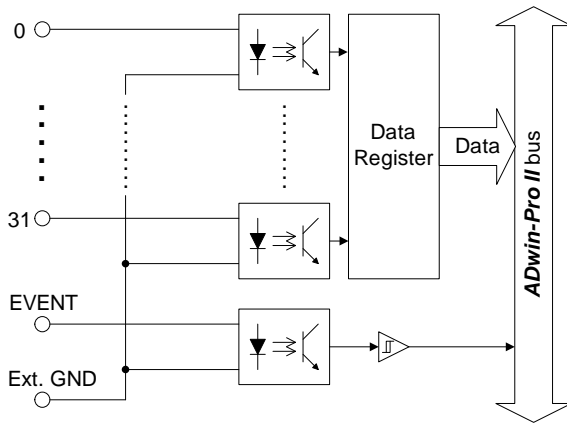 0
31
EVENT
Ext. GND
Data
Register
Data
ADwin-Pro II bus